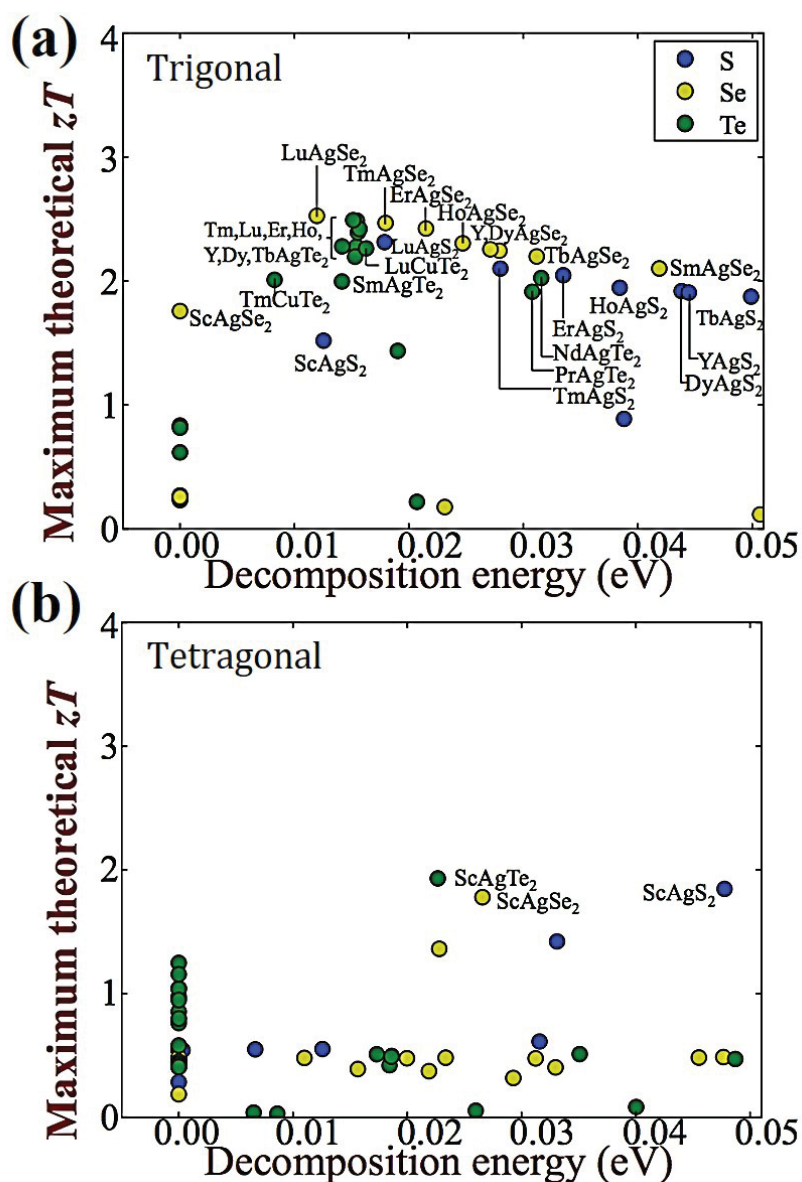 (a)
Trigonal
S
Se
Te
LuAgSe₂
TmAgSe₂
ErAgSe₂
HoAgSe₂
Tm,Lu,Er,Ho,
Y,Dy,TbAgTe₂
Y,DyAgSe₂
LuAgS₂
LuCuTe₂
TbAgSe₂
SmAgSe₂
TmCuTe₂
SmAgTe₂
ScAgSe₂
ScAgS₂
HoAgS₂
TbAgS₂
ErAgS₂
NdAgTe₂
YAgS₂
PrAgTe₂
DyAgS₂
TmAgS₂
Maximum theoretical zT
4
3
2
1
0
0.00 0.01 0.02 0.03 0.04 0.05
Decomposition energy (eV)
(b)
Tetragonal
ScAgTe₂
ScAgSe₂
ScAgS₂
Maximum theoretical zT
4
3
2
1
0
0.00 0.01 0.02 0.03 0.04 0.05
Decomposition energy (eV)